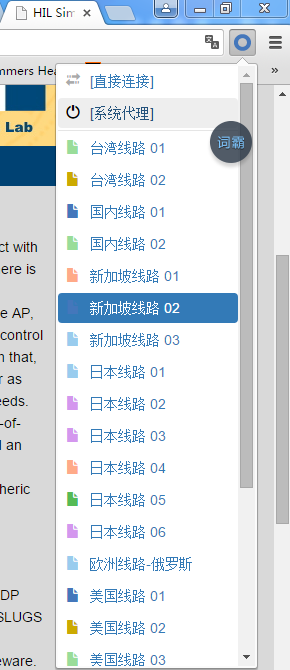 HIL Sim
mmers Hea
»
[直接连接]
[系统代理]
Lab
词霸
台湾线路 01
台湾线路 02
国内线路 01
国内线路 02
ct with
ere is
新加坡线路 01
e AP,
新加坡线路 02
control
新加坡线路 03
n that,
r as
日本线路 01
eeds.
日本线路 02
-of-
日本线路 03
d an
日本线路 04
heric
日本线路 05
日本线路 06
欧洲线路-俄罗斯
DP
美国线路 01
SLUGS
美国线路 02
美国线路 03
eware.